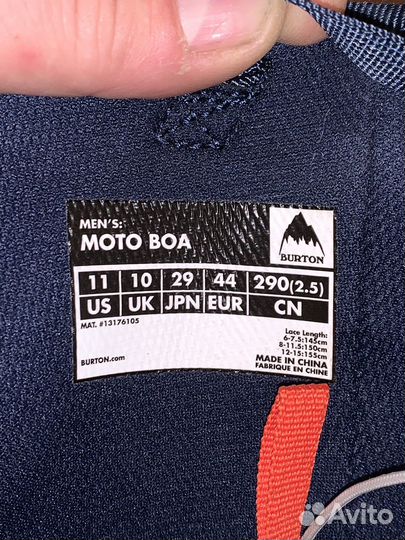 MEN'S:
MOTO BOA
BURTON
11 10 29 44 290(2.5)
US UK JPN EUR CN
MAT. #13176105
Lace Length:
6-7.5:145cm
8-11.5:150cm
12-15:155cm
BURTON.com
MADE IN CHINA
FABRIQUE EN CHINE
Avito